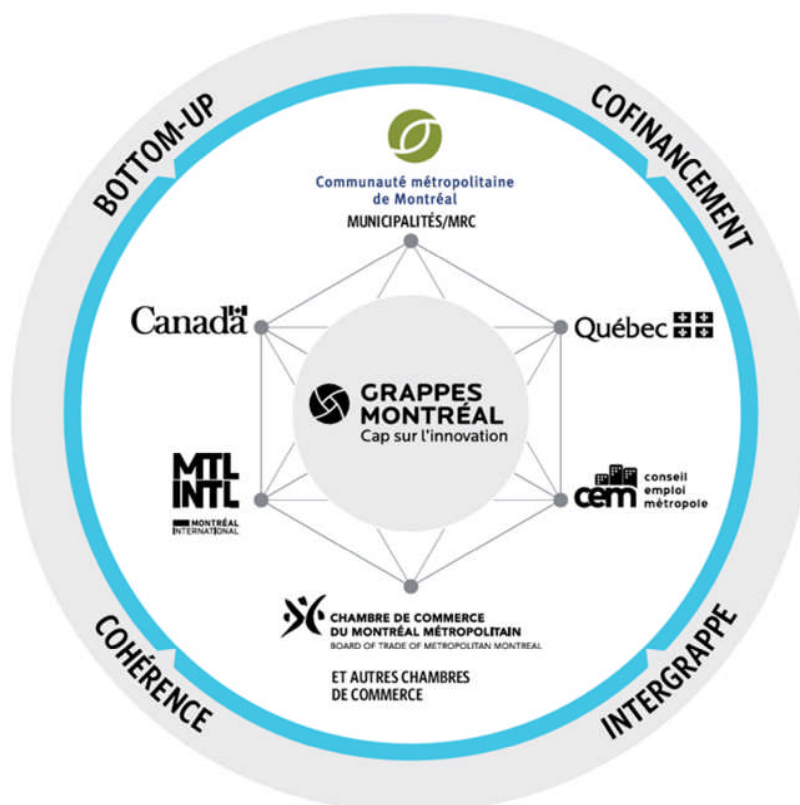 BOTTOM-UP
COFINANCEMENT
Communauté métropolitaine
de Montréal
MUNICIPALITÉS/MRC
Canada
Québec
GRAPPES
MONTRÉAL
Cap sur l'innovation
MTL
INTL
MONTRÉAL
INTERNATIONAL
cem
conseil
emploi
métropole
CHAMBRE DE COMMERCE
DU MONTRÉAL MÉTROPOLITAIN
BOARD OF TRADE OF METROPOLITAN MONTREAL
ET AUTRES CHAMBRES
DE COMMERCE
COHÉRENCE
INTERGRAPPE